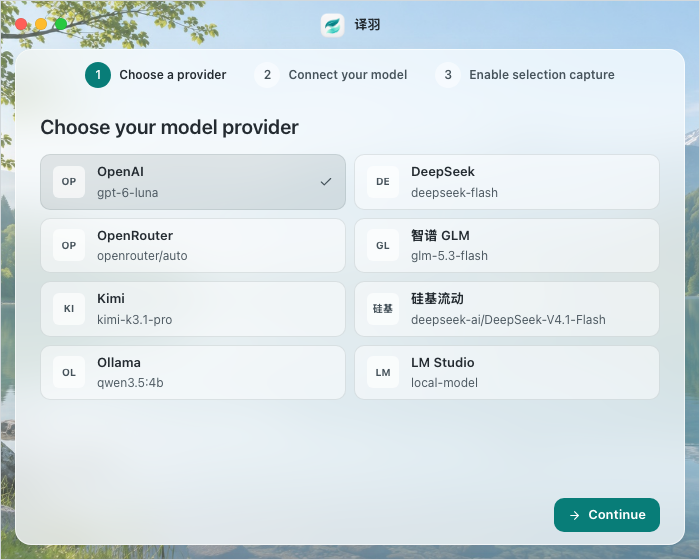 译羽
1 Choose a provider
2 Connect your model
3 Enable selection capture
Choose your model provider
OP
OpenAI
gpt-6-luna
DE
DeepSeek
deepseek-flash
OP
OpenRouter
openrouter/auto
GL
智谱 GLM
glm-5.3-flash
KI
Kimi
kimi-k3.1-pro
硅基
硅基流动
deepseek-ai/DeepSeek-V4.1-Flash
OL
Ollama
qwen3.5:4b
LM
LM Studio
local-model
Continue